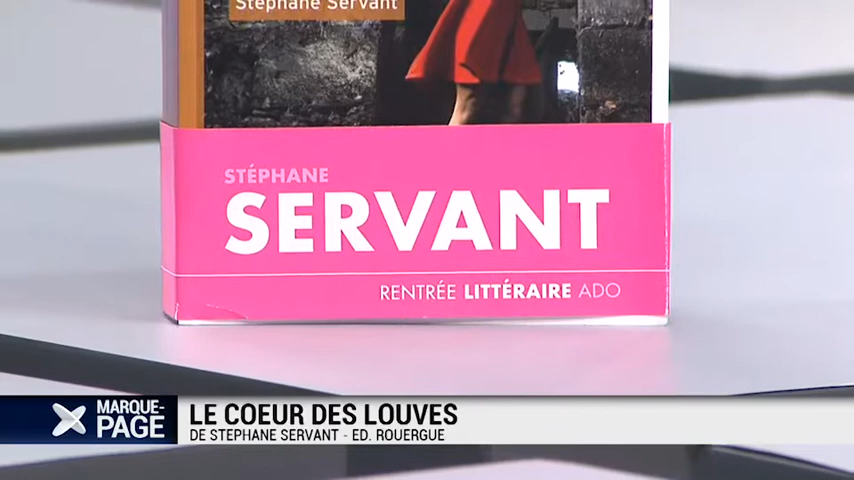 Stéphane Servant
STÉPHANE
SERVANT
RENTRÉE LITTÉRAIRE ADO
MARQUE-
PAGE
LE COEUR DES LOUVES
DE STEPHANE SERVANT - ED. ROUERGUE